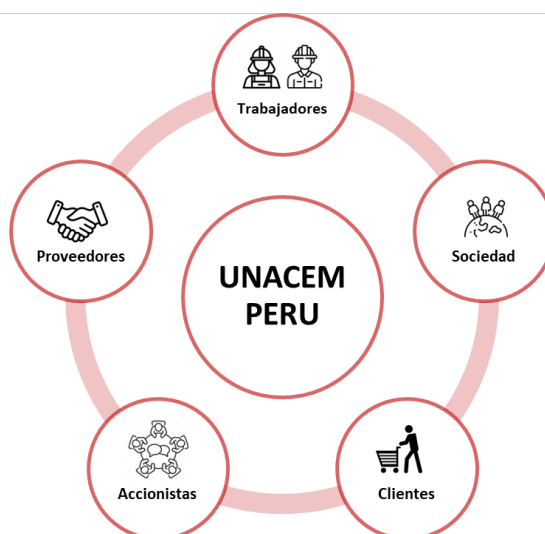 Trabajadores
Proveedores
Sociedad
UNACEM
PERU
Accionistas
Clientes